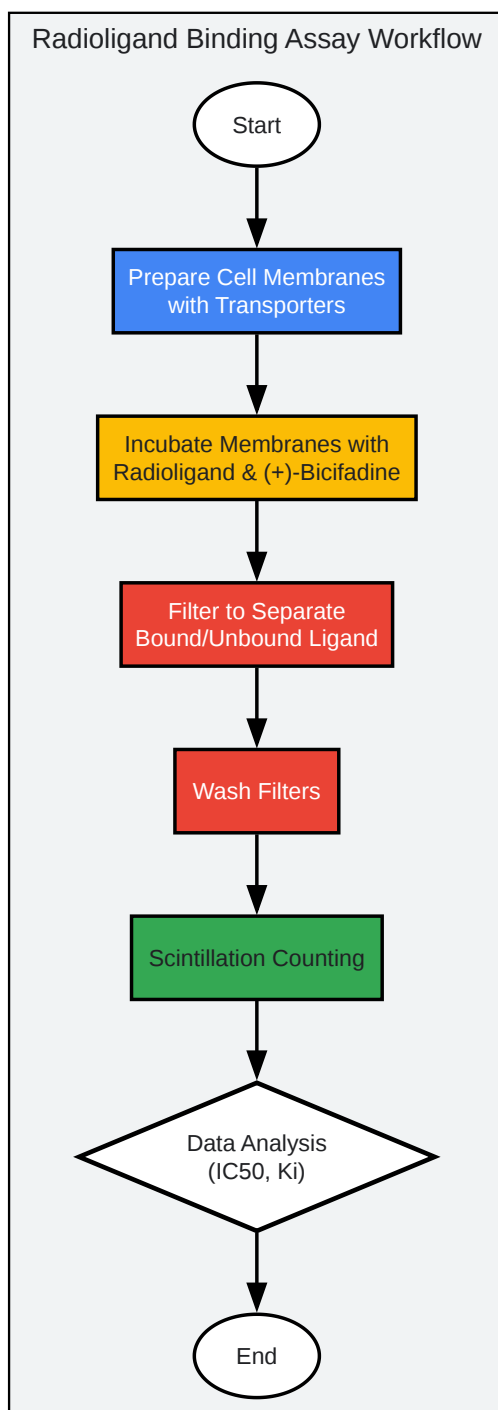 Radioligand Binding Assay Workflow
Start
Prepare Cell Membranes
with Transporters
Incubate Membranes with
Radioligand & (+)-Bicifadine
Filter to Separate
Bound/Unbound Ligand
Wash Filters
Scintillation Counting
Data Analysis
(IC50, Ki)
End